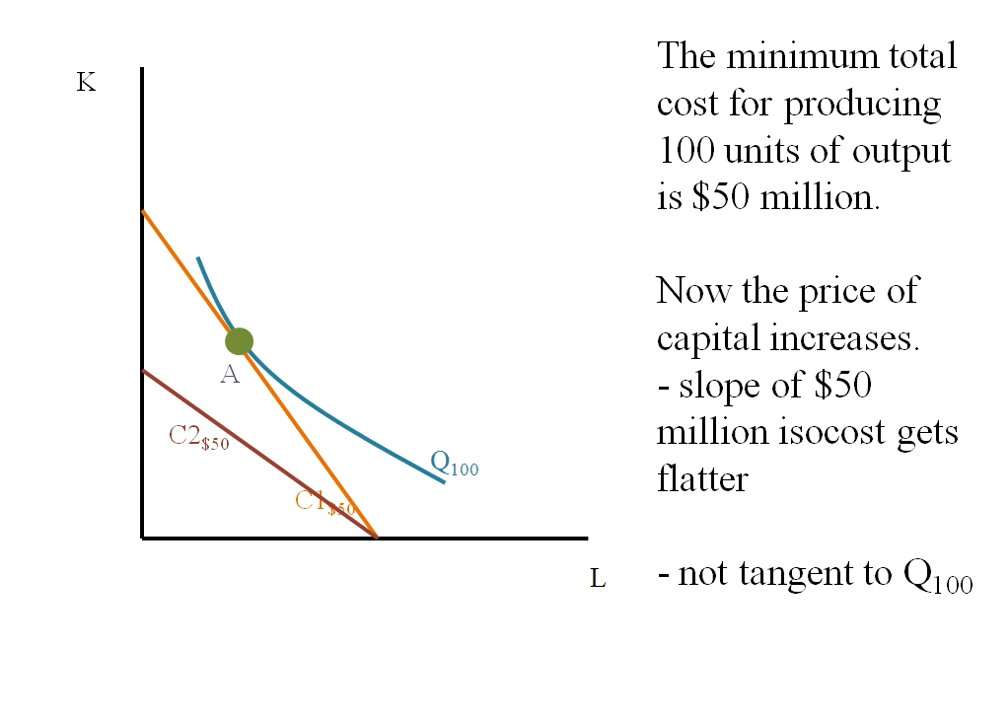 K
The minimum total
cost for producing
100 units of output
is $50 million.
Now the price of
capital increases.
- slope of $50
million isocost gets
flatter
- not tangent to Q100
A
C2$50
Q100
C1$50
L